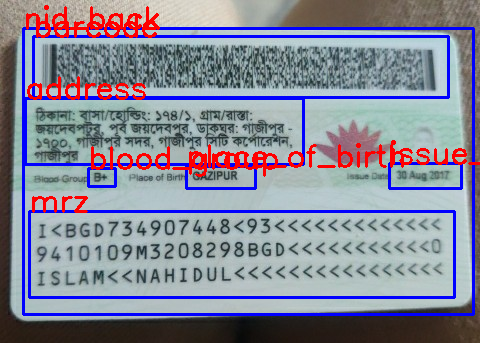 nid_back
barcode
address
ঠিকানা: বাসা/হোল্ডিং: ১৭৪/১, গ্রাম/রাস্তা:
জয়দেবপুর, পূর্ব জয়দেবপুর, ডাকঘর: গাজীপুর -
১৭০০, গাজীপুর সদর, গাজীপুর সিটি কর্পোরেশন,
গাজীপুর
blood_group place_of_birth issue_
Blood Group B+ Place of Birth GAZIPUR Issue Date 30 Aug 2017
mrz
I<BGD734907448<93<<<<<<<<<<<<<
9410109M3208298BGD<<<<<<<<<<<0
ISLAM<<NAHIDUL<<<<<<<<<<<<<<<<